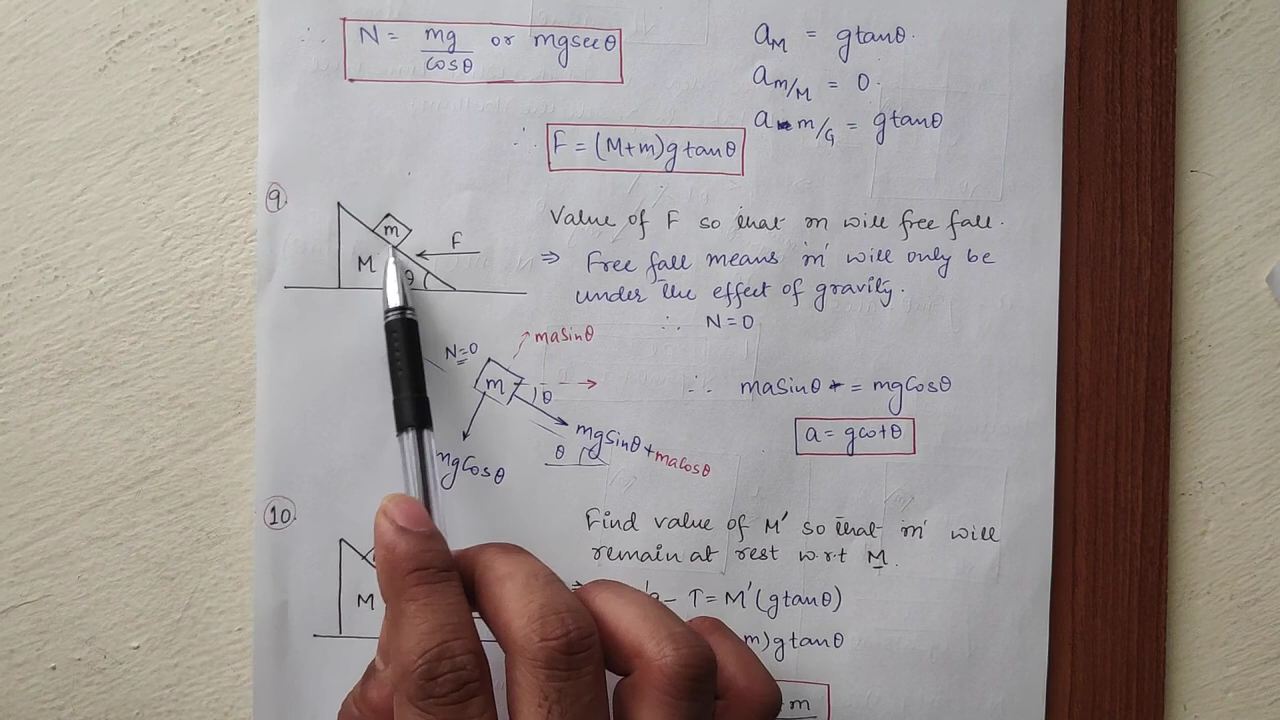 ∴ N = mg/cosθ or mgsecθ
a_M = gtanθ.
a_m/M = 0.
a m/G = gtanθ
∴ F = (M+m)gtanθ
9
m
M
θ
F
Value of F so that m will free fall.
⇒ Free fall means 'm' will only be
under the effect of gravity.
∴ N=0
N=0
masinθ
m
θ
mgcosθ
mgsinθ + macosθ
θ
∴ masinθ = mgcosθ
a = gcotθ
10
M
Find value of M' so that 'm' will
remain at rest w.r.t M.
- T = M'(gtanθ)
m)gtanθ
+ m